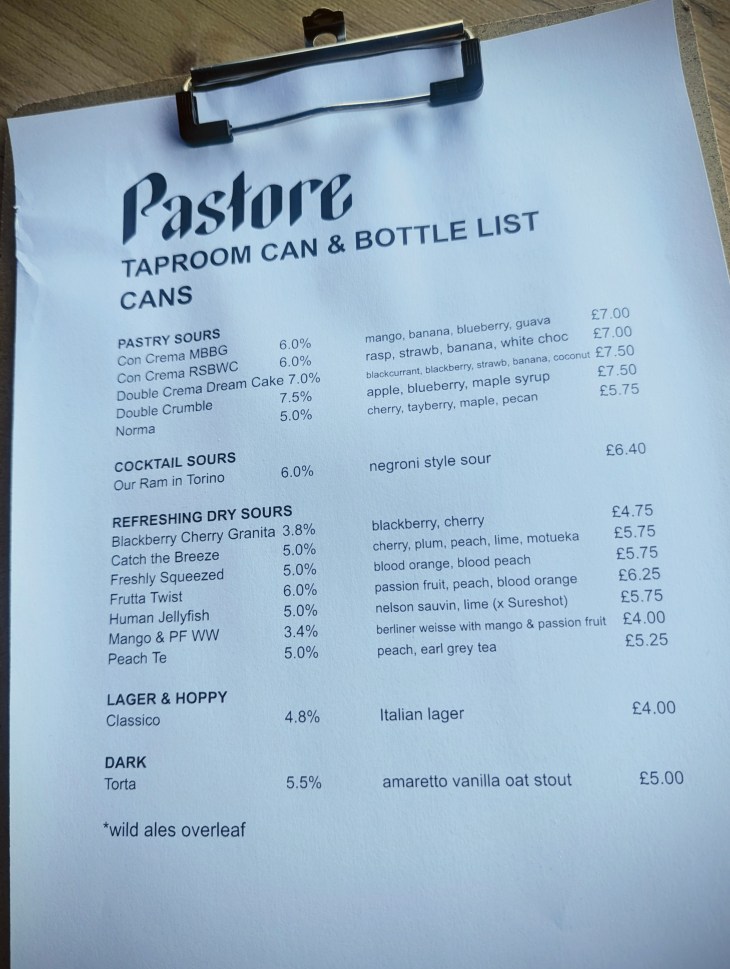 Pastore
TAPROOM CAN & BOTTLE LIST
CANS
PASTRY SOURS
Con Crema MBBG 6.0% mango, banana, blueberry, guava £7.00
Con Crema RSBWC 6.0% rasp, strawb, banana, white choc £7.00
Double Crema Dream Cake 7.0% blackcurrant, blackberry, strawb, banana, coconut £7.50
Double Crumble 7.5% apple, blueberry, maple syrup £7.50
Norma 5.0% cherry, tayberry, maple, pecan £5.75
COCKTAIL SOURS
Our Ram in Torino 6.0% negroni style sour £6.40
REFRESHING DRY SOURS
Blackberry Cherry Granita 3.8% blackberry, cherry £4.75
Catch the Breeze 5.0% cherry, plum, peach, lime, motueka £5.75
Freshly Squeezed 5.0% blood orange, blood peach £5.75
Frutta Twist 6.0% passion fruit, peach, blood orange £6.25
Human Jellyfish 5.0% nelson sauvin, lime (x Sureshot) £5.75
Mango & PF WW 3.4% berliner weisse with mango & passion fruit £4.00
Peach Te 5.0% peach, earl grey tea £5.25
LAGER & HOPPY
Classico 4.8% Italian lager £4.00
DARK
Torta 5.5% amaretto vanilla oat stout £5.00
*wild ales overleaf